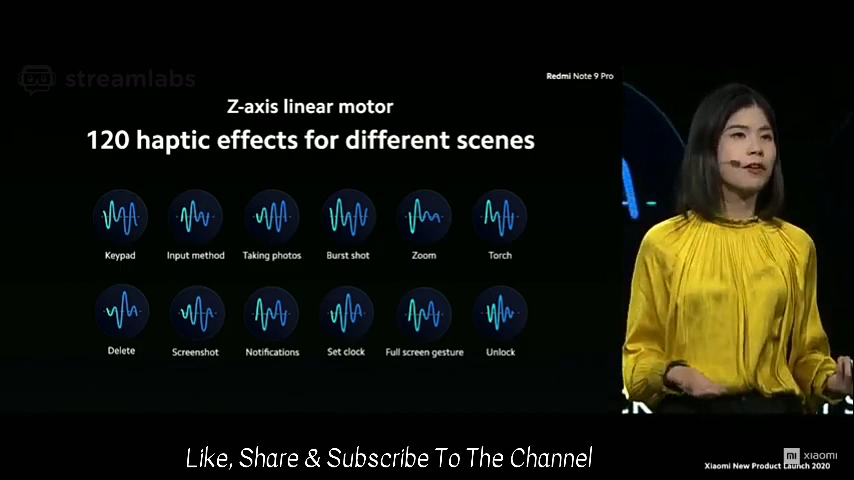 streamlabs
Redmi Note 9 Pro
Z-axis linear motor
120 haptic effects for different scenes
Keypad
Input method
Taking photos
Burst shot
Zoom
Torch
Delete
Screenshot
Notifications
Set clock
Full screen gesture
Unlock
Like, Share & Subscribe To The Channel
mi xiaomi
Xiaomi New Product Launch 2020